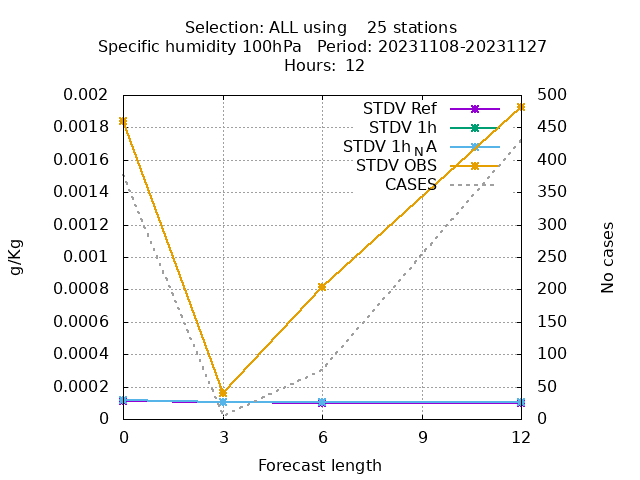 Selection: ALL using 25 stations
Specific humidity 100hPa Period: 20231108-20231127
Hours: 12
0.002
0.0018
0.0016
0.0014
0.0012
0.001
0.0008
0.0006
0.0004
0.0002
0
g/Kg
STDV Ref
STDV 1h
STDV 1h_NA
STDV OBS
CASES
500
450
400
350
300
250
200
150
100
50
0
No cases
0 3 6 9 12
Forecast length